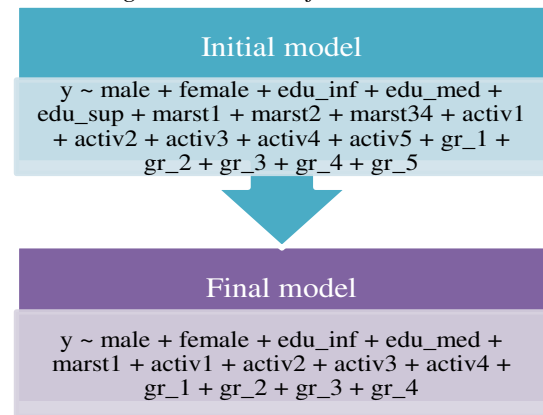 Initial model
y ~ male + female + edu_inf + edu_med +
edu_sup + marst1 + marst2 + marst34 + activ1
+ activ2 + activ3 + activ4 + activ5 + gr_1 +
gr_2 + gr_3 + gr_4 + gr_5
Final model
y ~ male + female + edu_inf + edu_med +
marst1 + activ1 + activ2 + activ3 + activ4 +
gr_1 + gr_2 + gr_3 + gr_4